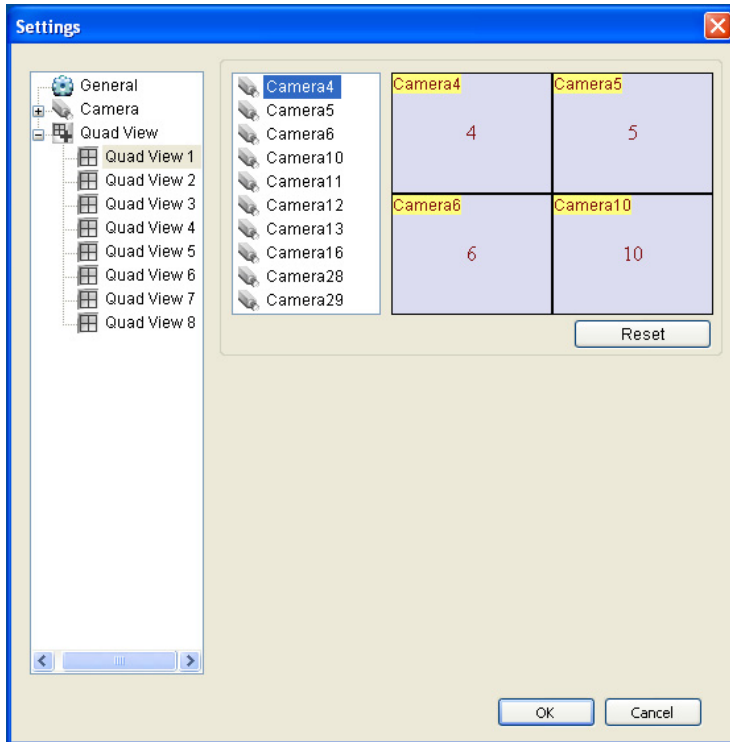 Settings
General
Camera
Quad View
Quad View 1
Quad View 2
Quad View 3
Quad View 4
Quad View 5
Quad View 6
Quad View 7
Quad View 8
Camera4
Camera5
Camera6
Camera10
Camera11
Camera12
Camera13
Camera16
Camera28
Camera29
Camera4
4
Camera5
5
Camera6
6
Camera10
10
Reset
OK
Cancel